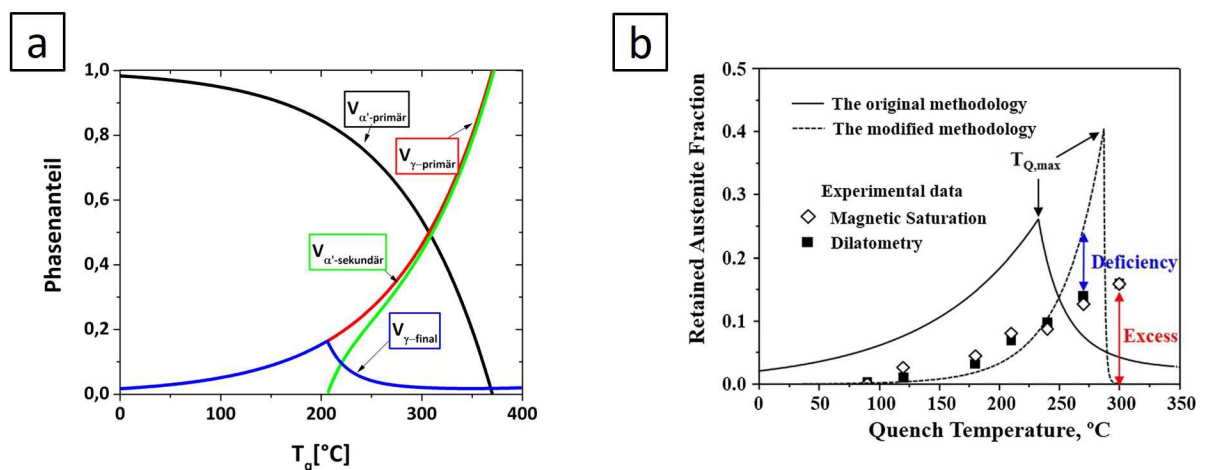 a
1,0
0,8
0,6
0,4
0,2
0,0
Phasenanteil
Vα'-primär
Vγ−primär
Vα'-sekundär
Vγ−final
0
100
200
300
400
Tq[°C]
b
0.5
0.4
0.3
0.2
0.1
0.0
Retained Austenite Fraction
The original methodology
The modified methodology
TQ,max
Experimental data
Magnetic Saturation
Dilatometry
Deficiency
Excess
0
50
100
150
200
250
300
350
Quench Temperature, ºC